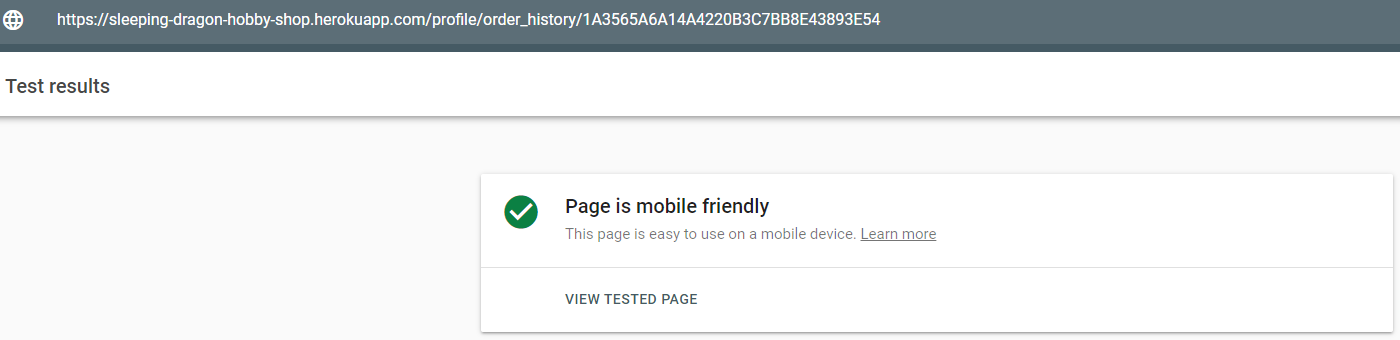 https://sleeping-dragon-hobby-shop.herokuapp.com/profile/order_history/1A3565A6A14A4220B3C7BB8E43893E54
Test results
Page is mobile friendly
This page is easy to use on a mobile device. Learn more
VIEW TESTED PAGE